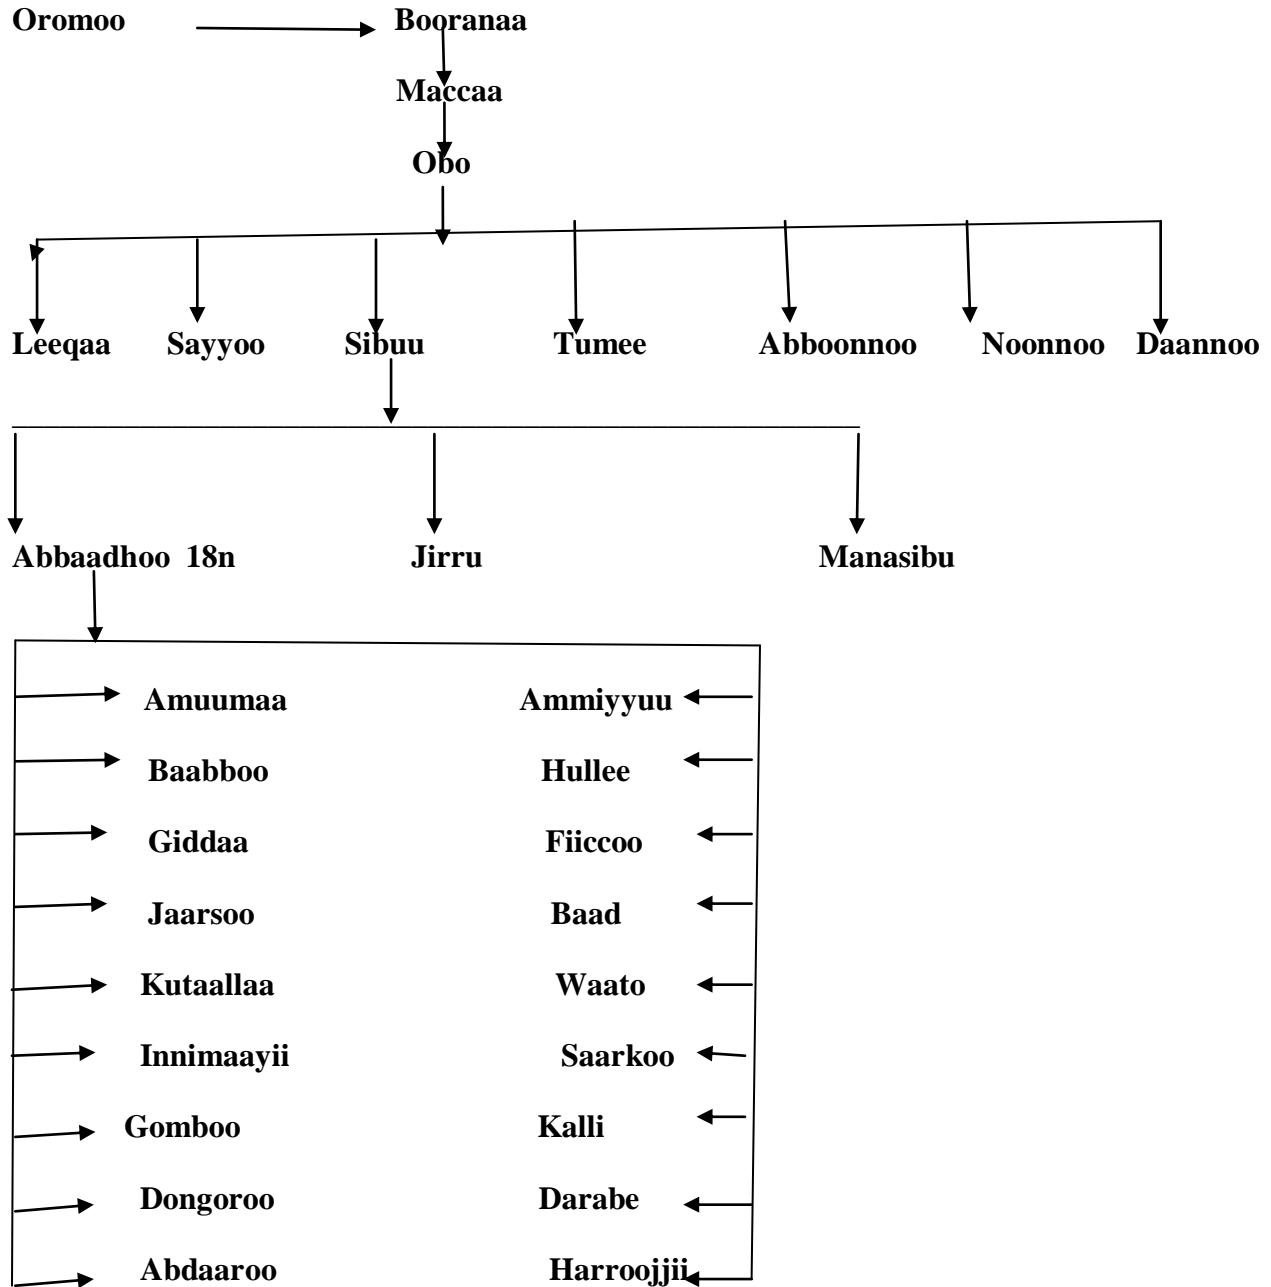 Oromoo Booranaa
Maccaa
Obo
Leeqaa Sayyoo Sibuu Tumee Abboonnoo Noonnoo Daannoo
Abbaadhoo 18n Jirru Manasibu
Amuumaa Ammiyyuu
Baabboo Hullee
Giddaa Fiiccoo
Jaarsoo Baad
Kutaallaa Waato
Innimaayii Saarkoo
Gomboo Kalli
Dongoroo Darabe
Abdaaroo Harroojjii